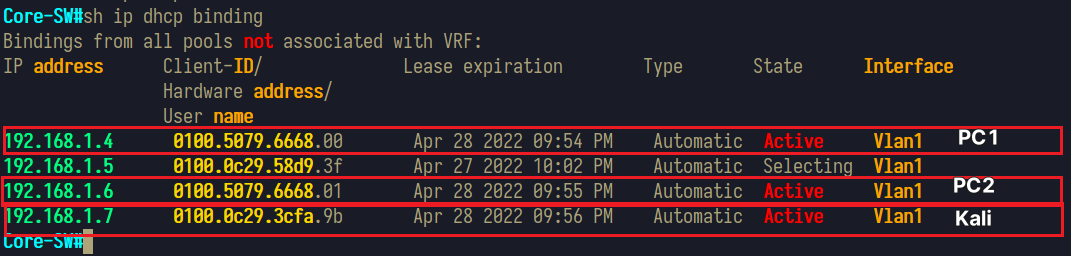 Core-SW#sh ip dhcp binding
Bindings from all pools not associated with VRF:
IP address Client-ID/ Lease expiration Type State Interface
Hardware address/
User name
192.168.1.4 0100.5079.6668.00 Apr 28 2022 09:54 PM Automatic Active Vlan1 PC1
192.168.1.5 0100.0c29.58d9.3f Apr 27 2022 10:02 PM Automatic Selecting Vlan1
192.168.1.6 0100.5079.6668.01 Apr 28 2022 09:55 PM Automatic Active Vlan1 PC2
192.168.1.7 0100.0c29.3cfa.9b Apr 28 2022 09:56 PM Automatic Active Vlan1 Kali
Core-SW#